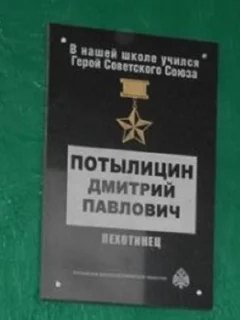 В нашей школе учился
Герой Советского Союза
ПОТЫЛИЦИН
ДМИТРИЙ
ПАВЛОВИЧ
ПЕХОТИНЕЦ